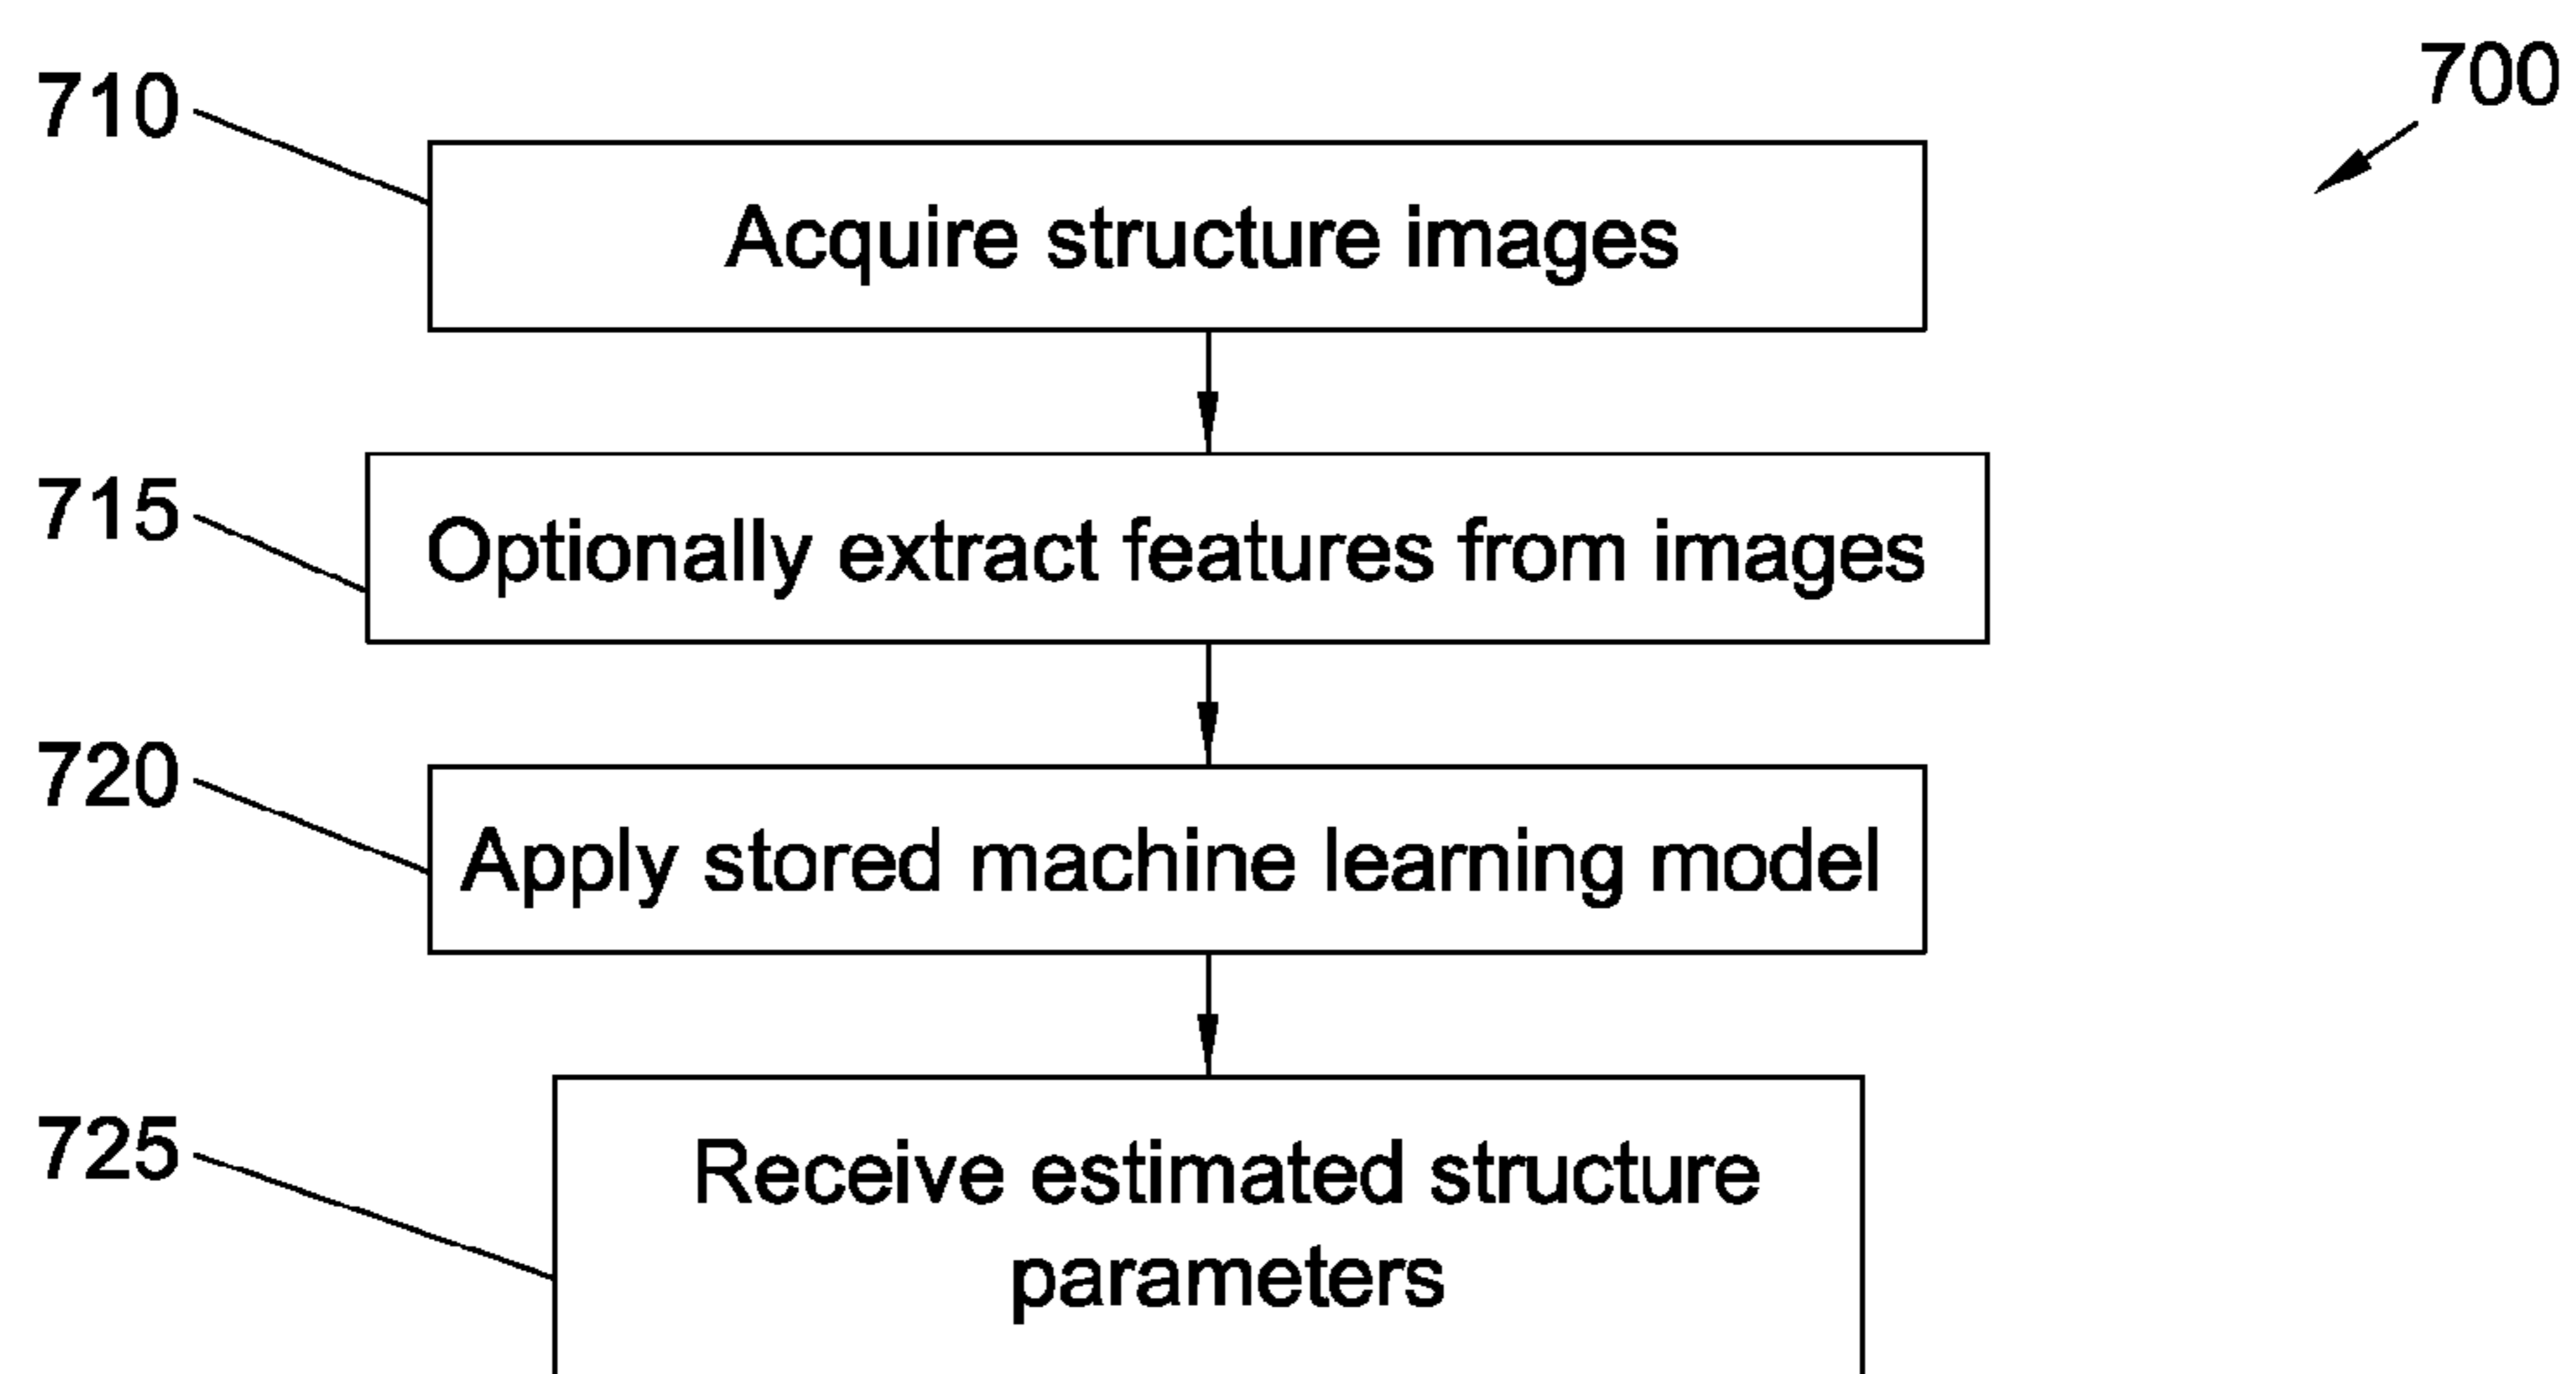 700
710
Acquire structure images
715
Optionally extract features from images
720
Apply stored machine learning model
725
Receive estimated structure
parameters